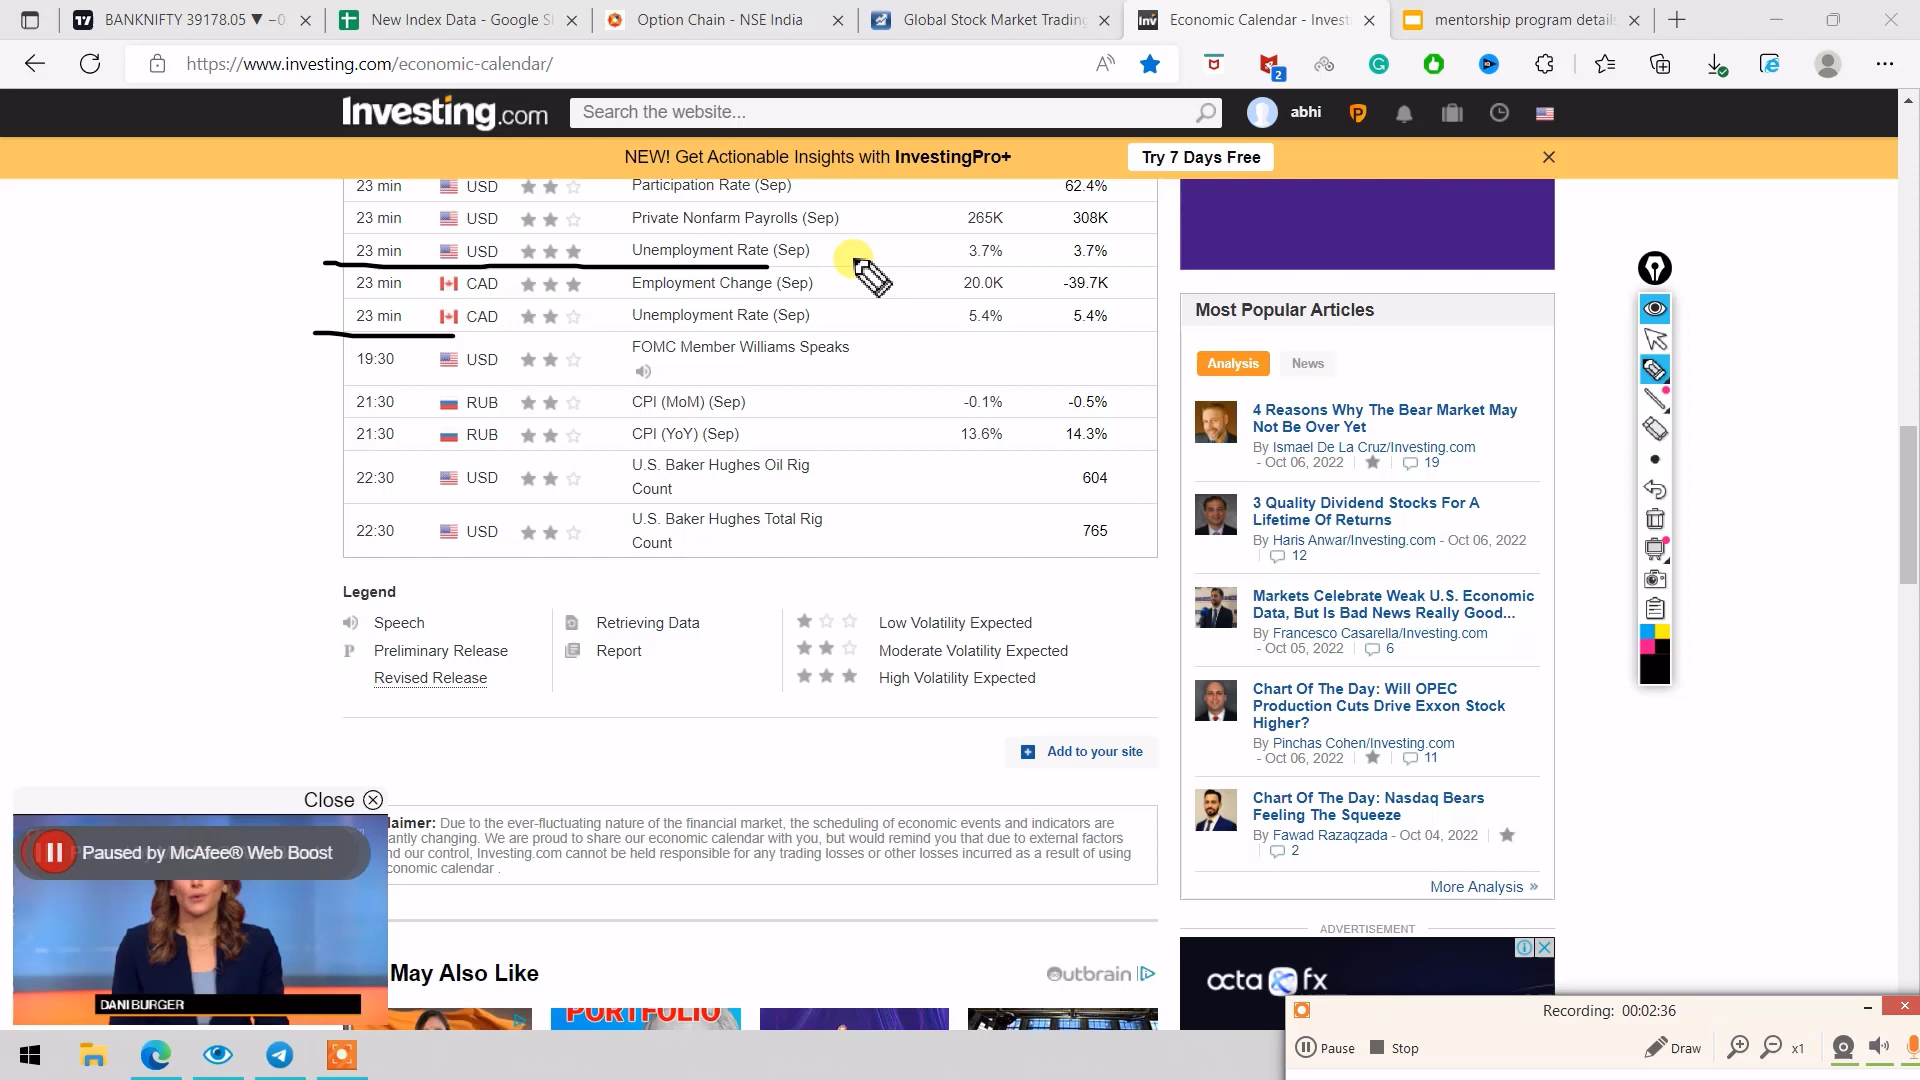 BANKNIFTY 39178.05 ▼ −0.
New Index Data - Google S
Option Chain - NSE India
Global Stock Market Trading
Economic Calendar - Invest
mentorship program details
https://www.investing.com/economic-calendar/
2
Investing.com
Search the website...
abhi
NEW! Get Actionable Insights with InvestingPro+
Try 7 Days Free
23 min USD Participation Rate (Sep) 62.4%
23 min USD Private Nonfarm Payrolls (Sep) 265K 308K
23 min USD Unemployment Rate (Sep) 3.7% 3.7%
23 min CAD Employment Change (Sep) 20.0K -39.7K
23 min CAD Unemployment Rate (Sep) 5.4% 5.4%
19:30 USD FOMC Member Williams Speaks
21:30 RUB CPI (MoM) (Sep) -0.1% -0.5%
21:30 RUB CPI (YoY) (Sep) 13.6% 14.3%
22:30 USD U.S. Baker Hughes Oil Rig
Count 604
22:30 USD U.S. Baker Hughes Total Rig
Count 765
Legend
Speech
Retrieving Data
Low Volatility Expected
P Preliminary Release
Report
Moderate Volatility Expected
Revised Release
High Volatility Expected
Add to your site
laimer: Due to the ever-fluctuating nature of the financial market, the scheduling of economic events and indicators are
antly changing. We are proud to share our economic calendar with you, but would remind you that due to external factors
nd our control, Investing.com cannot be held responsible for any trading losses or other losses incurred as a result of using
conomic calendar .
May Also Like
Outbrain
PORTFOLIO
Most Popular Articles
Analysis
News
4 Reasons Why The Bear Market May
Not Be Over Yet
By Ismael De La Cruz/Investing.com
- Oct 06, 2022 19
3 Quality Dividend Stocks For A
Lifetime Of Returns
By Haris Anwar/Investing.com - Oct 06, 2022
12
Markets Celebrate Weak U.S. Economic
Data, But Is Bad News Really Good...
By Francesco Casarella/Investing.com
- Oct 05, 2022 6
Chart Of The Day: Will OPEC
Production Cuts Drive Exxon Stock
Higher?
By Pinchas Cohen/Investing.com
- Oct 06, 2022 11
Chart Of The Day: Nasdaq Bears
Feeling The Squeeze
By Fawad Razaqzada - Oct 04, 2022
2
More Analysis »
ADVERTISEMENT
octa fx
Close
Paused by McAfee® Web Boost
DANI BURGER
Recording: 00:02:36
Pause
Stop
Draw
x1